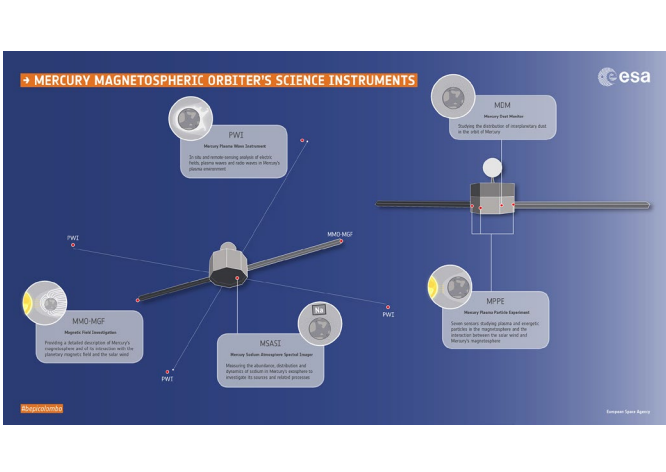 → MERCURY MAGNETOSPHERIC ORBITER'S SCIENCE INSTRUMENTS
esa
PWI
Mercury Plasma Wave Instrument
In situ and remote-sensing analysis of electric
fields, plasma waves and radio waves in Mercury's
plasma environment
MDM
Mercury Dust Monitor
Studying the distribution of interplanetary dust
in the orbit of Mercury
PWI
MMO-MGF
PWI
PWI
MMO-MGF
Magnetic Field Investigation
Providing a detailed description of Mercury's
magnetosphere and of its interaction with the
planetary magnetic field and the solar wind
Na
MSASI
Mercury Sodium Atmosphere Spectral Imager
Measuring the abundance, distribution and
dynamics of sodium in Mercury's exosphere to
investigate its sources and related processes
MPPE
Mercury Plasma Particle Experiment
Seven sensors studying plasma and energetic
particles in the magnetosphere and the
interaction between the solar wind and
Mercury's magnetosphere
#bepicolombo
European Space Agency